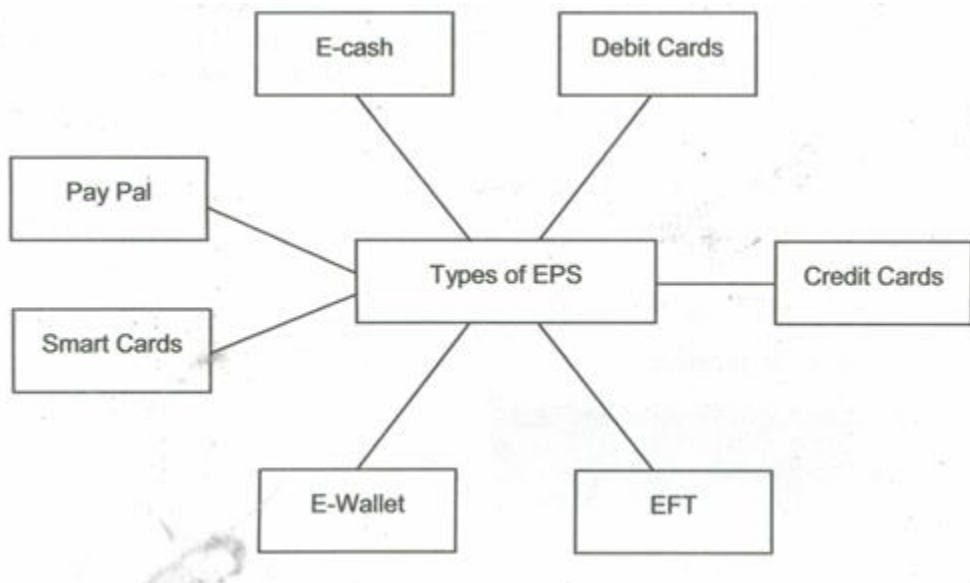 E-cash
Debit Cards
Pay Pal
Types of EPS
Credit Cards
Smart Cards
E-Wallet
EFT